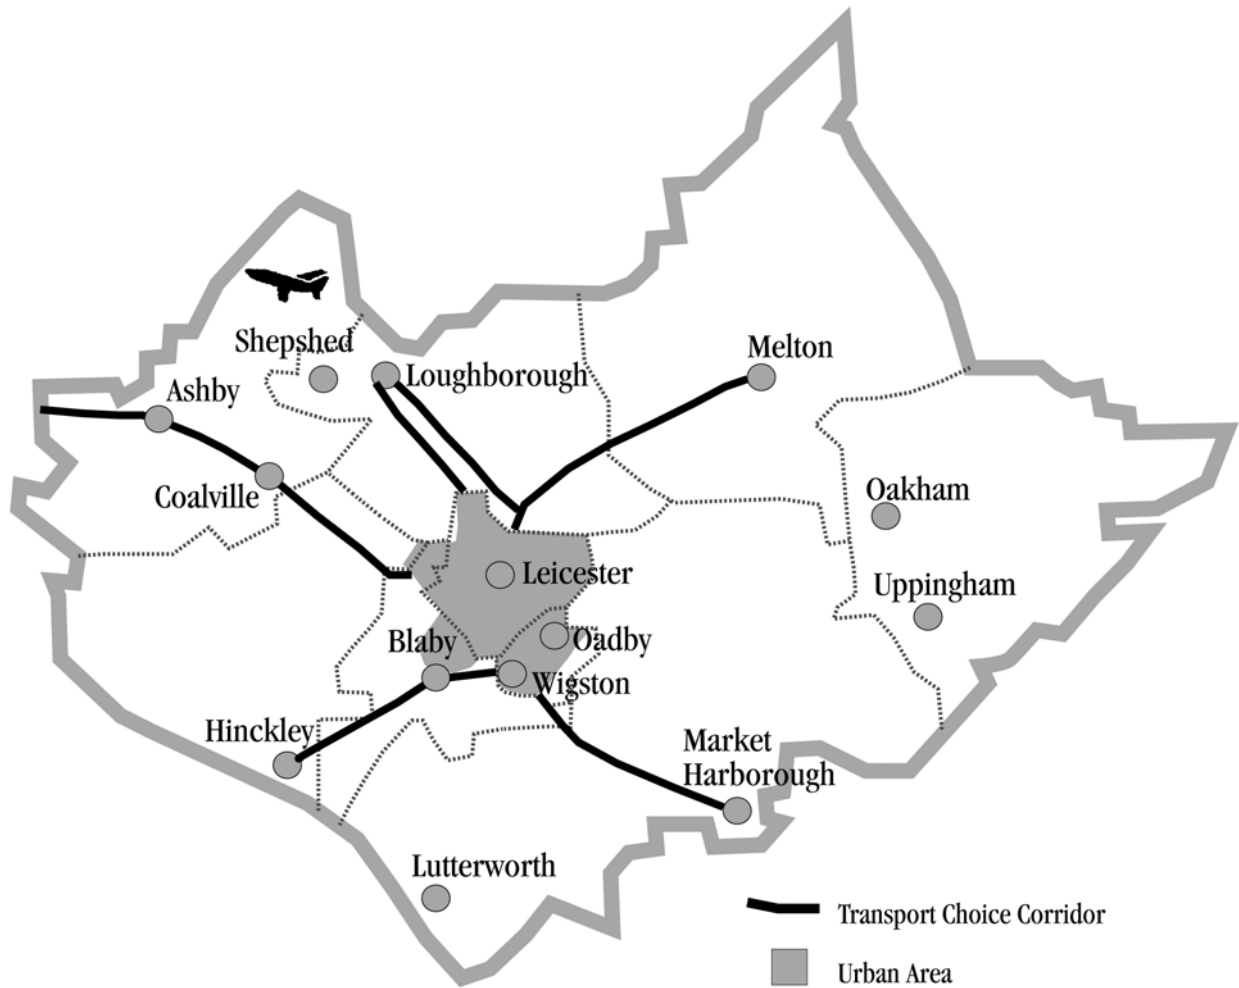 Shepshed
Melton
Loughborough
Ashby
Coalville
Oakham
Leicester
Uppingham
Blaby
Oadby
Wigston
Hinckley
Market
Harborough
Lutterworth
Transport Choice Corridor
Urban Area